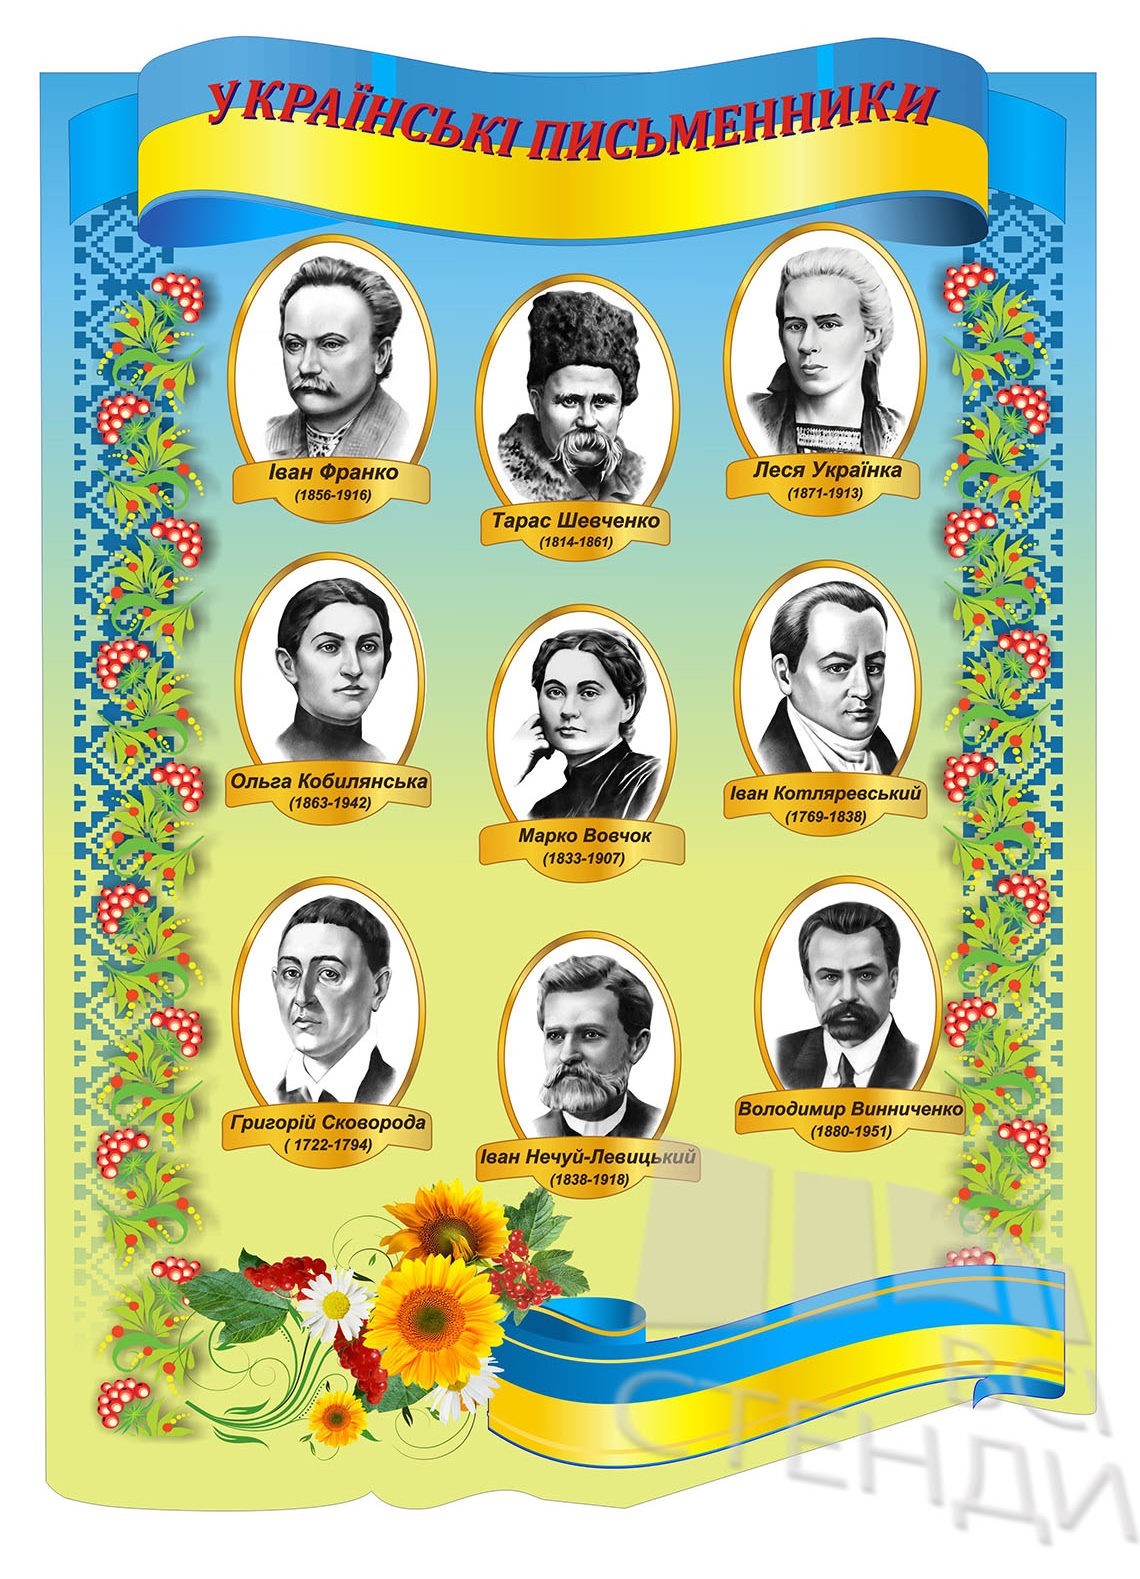 УКРАЇНСЬКІ ПИСЬМЕННИКИ
Іван Франко
(1856-1916)
Тарас Шевченко
(1814-1861)
Леся Українка
(1871-1913)
Ольга Кобилянська
(1863-1942)
Марко Вовчок
(1833-1907)
Іван Котляревський
(1769-1838)
Григорій Сковорода
( 1722-1794)
Іван Нечуй-Левицький
(1838-1918)
Володимир Винниченко
(1880-1951)
ВСІ
СТЕНДИ